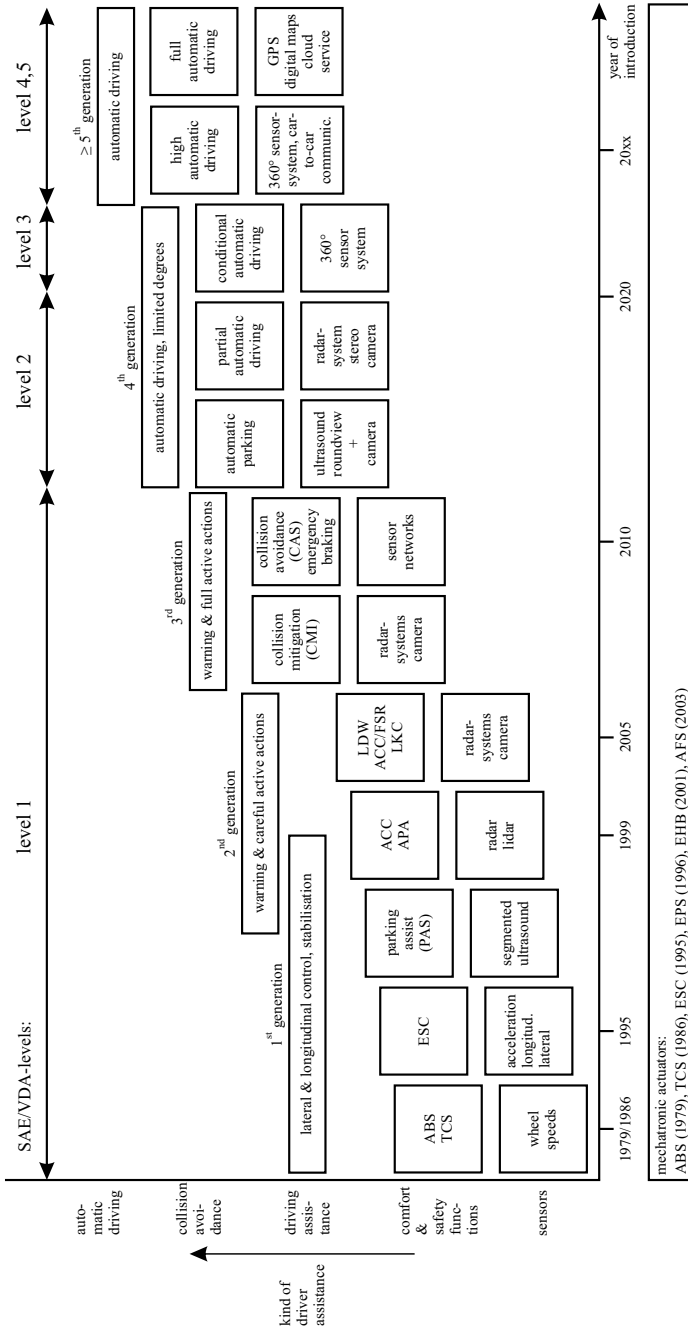 SAE/VDA-levels:
level 1
level 2
level 3
level 4,5
kind of
driver
assistance
auto-
matic
driving
collision
avoi-
dance
driving
assis-
tance
comfort
&
safety
func-
tions
sensors
1st generation
lateral & longitudinal control, stabilisation
2nd generation
warning & careful active actions
3rd generation
warning & full active actions
4th generation
automatic driving, limited degrees
≥ 5th generation
automatic driving
ABS
TCS
ESC
parking
assist
(PAS)
ACC
APA
LDW
ACC/FSR
LKC
collision
mitigation
(CMI)
collision
avoidance
(CAS)
emergency
braking
automatic
parking
partial
automatic
driving
conditional
automatic
driving
high
automatic
driving
full
automatic
driving
wheel
speeds
acceleration
longitud.
lateral
segmented
ultrasound
radar
lidar
radar-
systems
camera
radar-
systems
camera
sensor
networks
ultrasound
roundview
+
camera
radar-
system
stereo
camera
360°
sensor
system
360° sensor-
system, car-
to-car
communic.
GPS
digital maps
cloud
service
1979/1986
1995
1999
2005
2010
2020
20xx
year of
introduction
mechatronic actuators:
ABS (1979), TCS (1986), ESC (1995), EPS (1996), EHB (2001), AFS (2003)